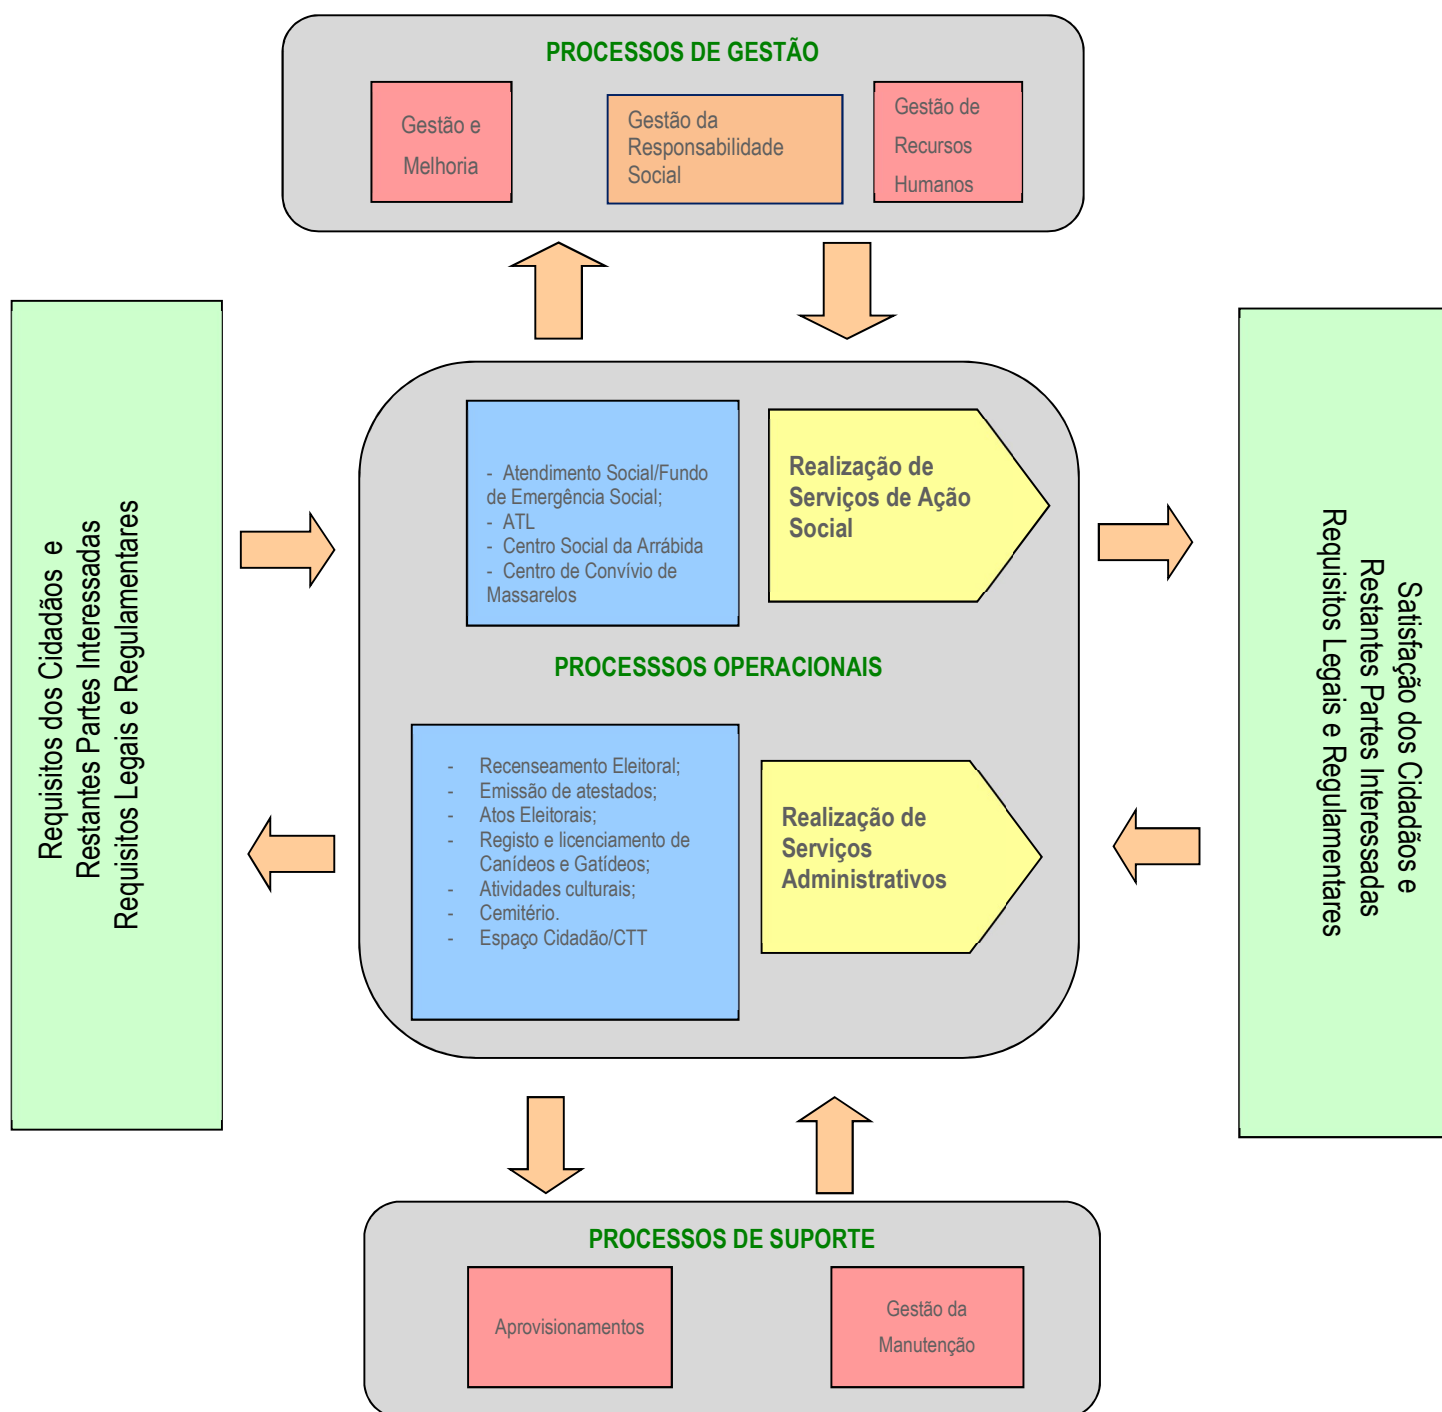 PROCESSOS DE GESTÃO
Gestão e
Melhoria
Gestão da
Responsabilidade
Social
Gestão de
Recursos
Humanos
Requisitos dos Cidadãos e
Restantes Partes Interessadas
Requisitos Legais e Regulamentares
- Atendimento Social/Fundo
de Emergência Social;
- ATL
- Centro Social da Arrábida
- Centro de Convívio de
Massarelos
Realização de
Serviços de Ação
Social
PROCESSSOS OPERACIONAIS
- Recenseamento Eleitoral;
- Emissão de atestados;
- Atos Eleitorais;
- Registo e licenciamento de
Canídeos e Gatídeos;
- Atividades culturais;
- Cemitério.
- Espaço Cidadão/CTT
Realização de
Serviços
Administrativos
Satisfação dos Cidadãos e
Restantes Partes Interessadas
Requisitos Legais e Regulamentares
PROCESSOS DE SUPORTE
Aprovisionamentos
Gestão da
Manutenção